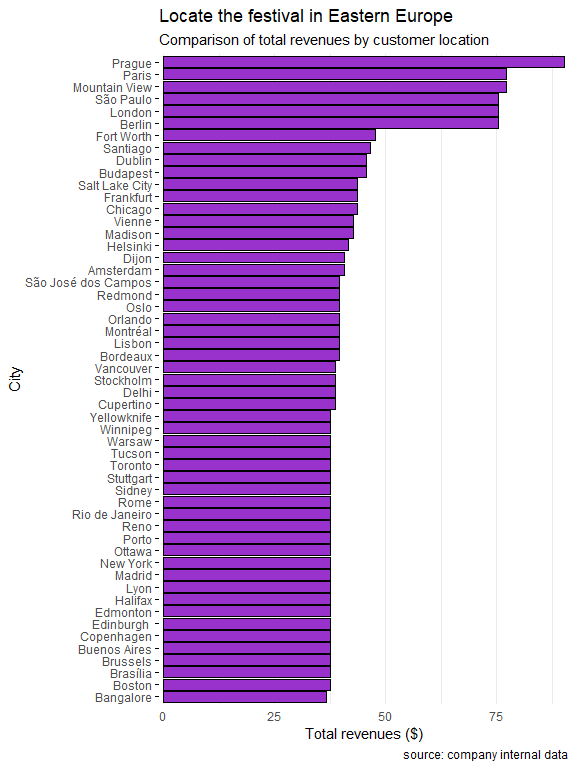 Locate the festival in Eastern Europe
Comparison of total revenues by customer location
Prague
Paris
Mountain View
São Paulo
London
Berlin
Fort Worth
Santiago
Dublin
Budapest
Salt Lake City
Frankfurt
Chicago
Vienne
Madison
Helsinki
Dijon
Amsterdam
São José dos Campos
Redmond
Oslo
Orlando
Montréal
Lisbon
Bordeaux
Vancouver
Stockholm
Delhi
Cupertino
Yellowknife
Winnipeg
Warsaw
Tucson
Toronto
Stuttgart
Sidney
Rome
Rio de Janeiro
Reno
Porto
Ottawa
New York
Madrid
Lyon
Halifax
Edmonton
Edinburgh
Copenhagen
Buenos Aires
Brussels
Brasília
Boston
Bangalore
City
0 25 50 75
Total revenues ($)
source: company internal data